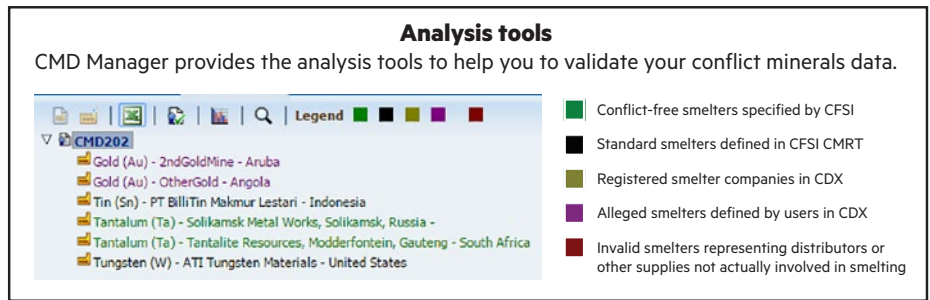 Analysis tools
CMD Manager provides the analysis tools to help you to validate your conflict minerals data.
Legend
CMD202
Gold (Au) - 2ndGoldMine - Aruba
Gold (Au) - OtherGold - Angola
Tin (Sn) - PT BilliTin Makmur Lestari - Indonesia
Tantalum (Ta) - Solikamsk Metal Works, Solikamsk, Russia -
Tantalum (Ta) - Tantalite Resources, Modderfontein, Gauteng - South Africa
Tungsten (W) - ATI Tungsten Materials - United States
Conflict-free smelters specified by CFSI
Standard smelters defined in CFSI CMRT
Registered smelter companies in CDX
Alleged smelters defined by users in CDX
Invalid smelters representing distributors or
other supplies not actually involved in smelting